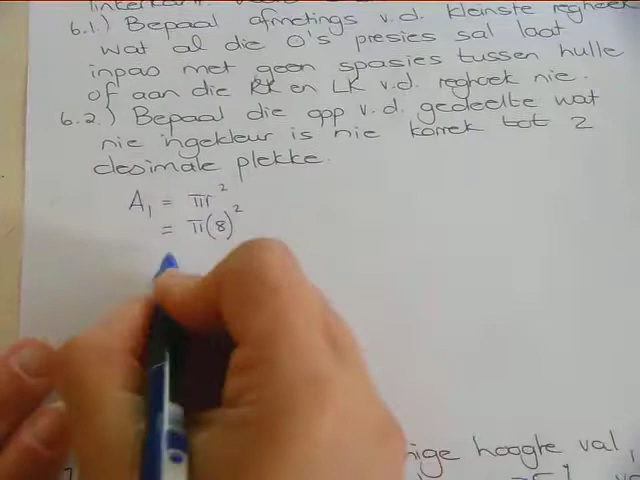 linterkant.
6.1.) Bepaal afmetings v.d. kleinste reghoek
wat al die O's presies sal laat
inpas met geen spasies tussen hulle
of aan die RK en LK v.d. reghoek nie.
6.2.) Bepaal die opp v.d. gedeelte wat
nie ingekleur is nie korrek tot 2
desimale plekke.
A₁ = πr²
= π(8)²
hoogte val,